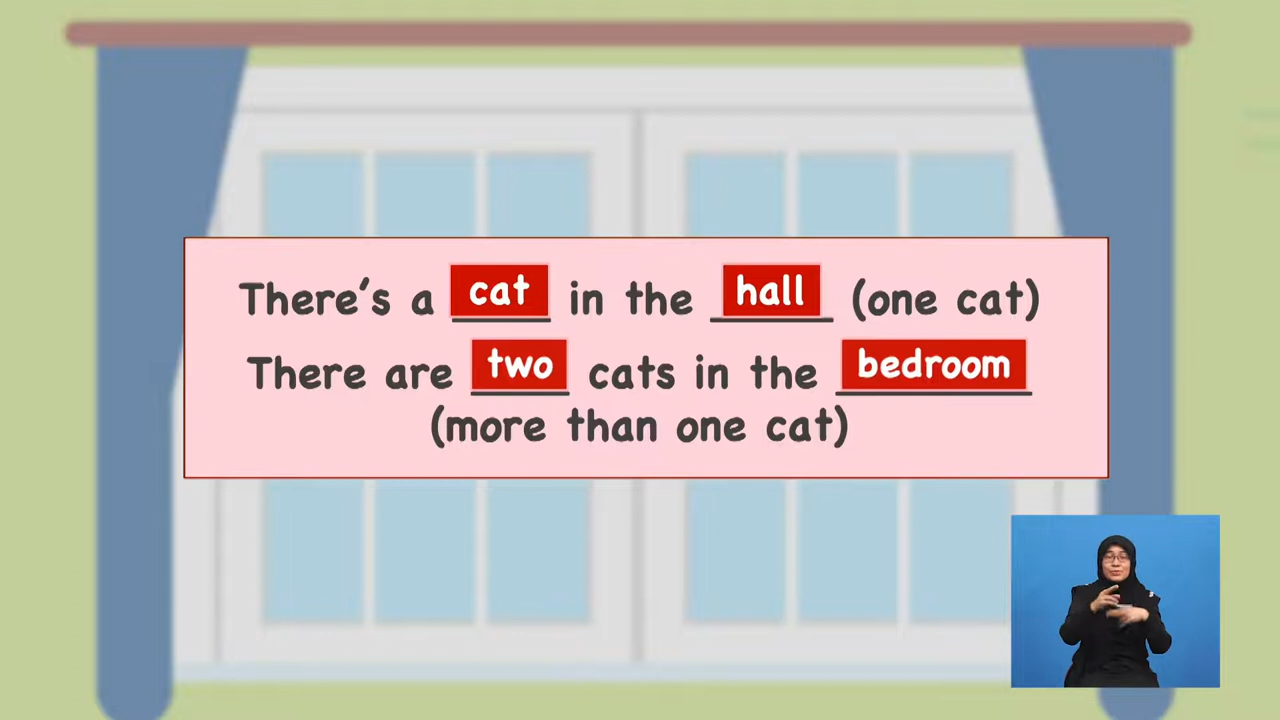 There's a cat in the hall (one cat)
There are two cats in the bedroom
(more than one cat)